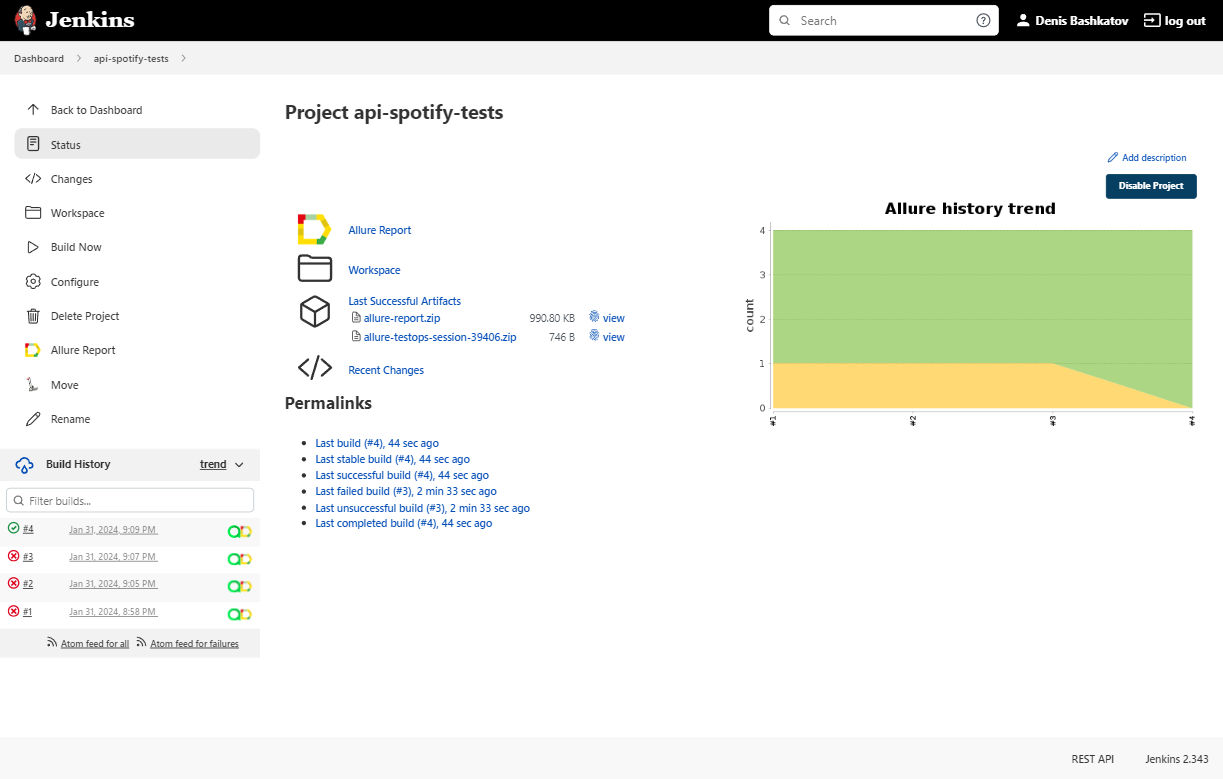 Jenkins
Search
Denis Bashkatov
log out
Dashboard
api-spotify-tests
Back to Dashboard
Status
Changes
Workspace
Build Now
Configure
Delete Project
Allure Report
Move
Rename
Build History
trend
Filter builds...
#4 Jan 31, 2024, 9:09 PM
#3 Jan 31, 2024, 9:07 PM
#2 Jan 31, 2024, 9:05 PM
#1 Jan 31, 2024, 8:58 PM
Atom feed for all Atom feed for failures
Project api-spotify-tests
Add description
Disable Project
Allure Report
Workspace
Last Successful Artifacts
allure-report.zip 990.80 KB view
allure-testops-session-39406.zip 746 B view
Recent Changes
Permalinks
Last build (#4), 44 sec ago
Last stable build (#4), 44 sec ago
Last successful build (#4), 44 sec ago
Last failed build (#3), 2 min 33 sec ago
Last unsuccessful build (#3), 2 min 33 sec ago
Last completed build (#4), 44 sec ago
Allure history trend
count
4
3
2
1
0
#1 #2 #3 #4
REST API Jenkins 2.343